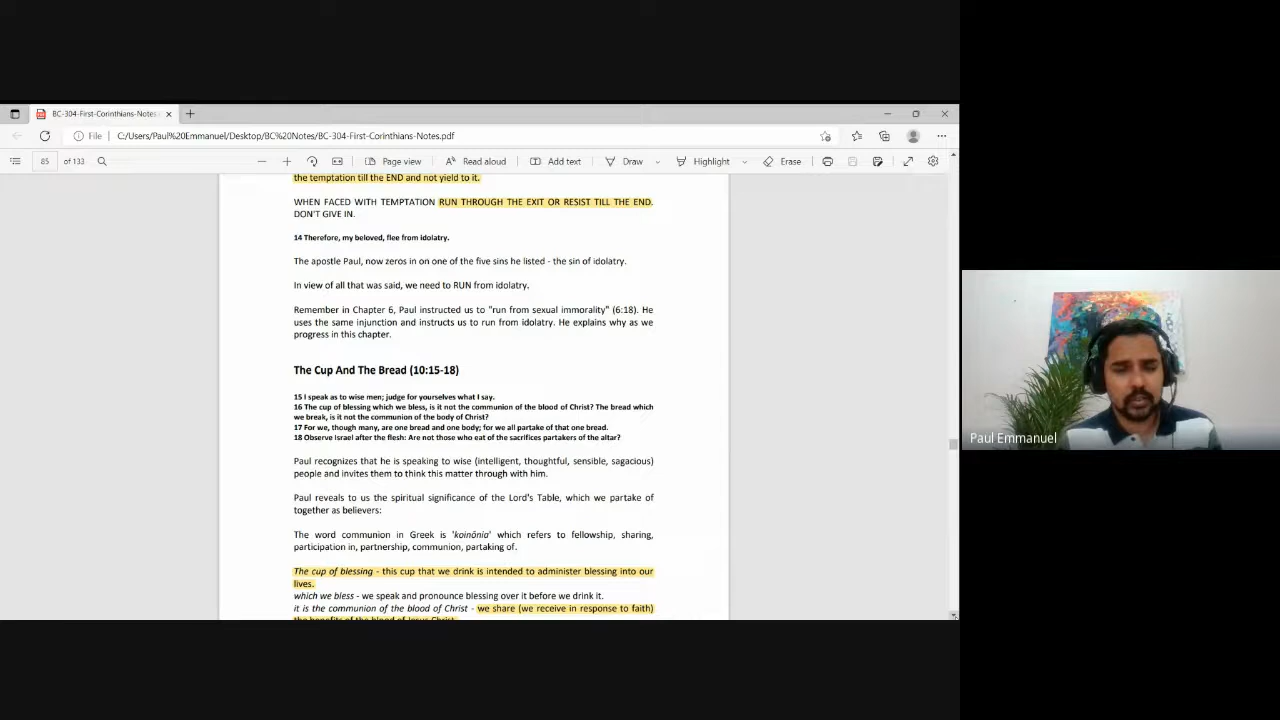 BC-304-First-Corinthians-Notes
File
C:/Users/Paul%20Emmanuel/Desktop/BC%20Notes/BC-304-First-Corinthians-Notes.pdf
85 of 133
Page view
Read aloud
Add text
Draw
Highlight
Erase
the temptation till the END and not yield to it.
WHEN FACED WITH TEMPTATION RUN THROUGH THE EXIT OR RESIST TILL THE END.
DON'T GIVE IN.
14 Therefore, my beloved, flee from idolatry.
The apostle Paul, now zeros in on one of the five sins he listed - the sin of idolatry.
In view of all that was said, we need to RUN from idolatry.
Remember in Chapter 6, Paul instructed us to "run from sexual immorality" (6:18). He
uses the same injunction and instructs us to run from idolatry. He explains why as we
progress in this chapter.
The Cup And The Bread (10:15-18)
15 I speak as to wise men; judge for yourselves what I say.
16 The cup of blessing which we bless, is it not the communion of the blood of Christ? The bread which
we break, is it not the communion of the body of Christ?
17 For we, though many, are one bread and one body; for we all partake of that one bread.
18 Observe Israel after the flesh: Are not those who eat of the sacrifices partakers of the altar?
Paul recognizes that he is speaking to wise (intelligent, thoughtful, sensible, sagacious)
people and invites them to think this matter through with him.
Paul reveals to us the spiritual significance of the Lord's Table, which we partake of
together as believers:
The word communion in Greek is 'koinōnia' which refers to fellowship, sharing,
participation in, partnership, communion, partaking of.
The cup of blessing - this cup that we drink is intended to administer blessing into our
lives.
which we bless - we speak and pronounce blessing over it before we drink it.
it is the communion of the blood of Christ - we share (we receive in response to faith)
the benefits of the blood of Jesus Christ.
Paul Emmanuel